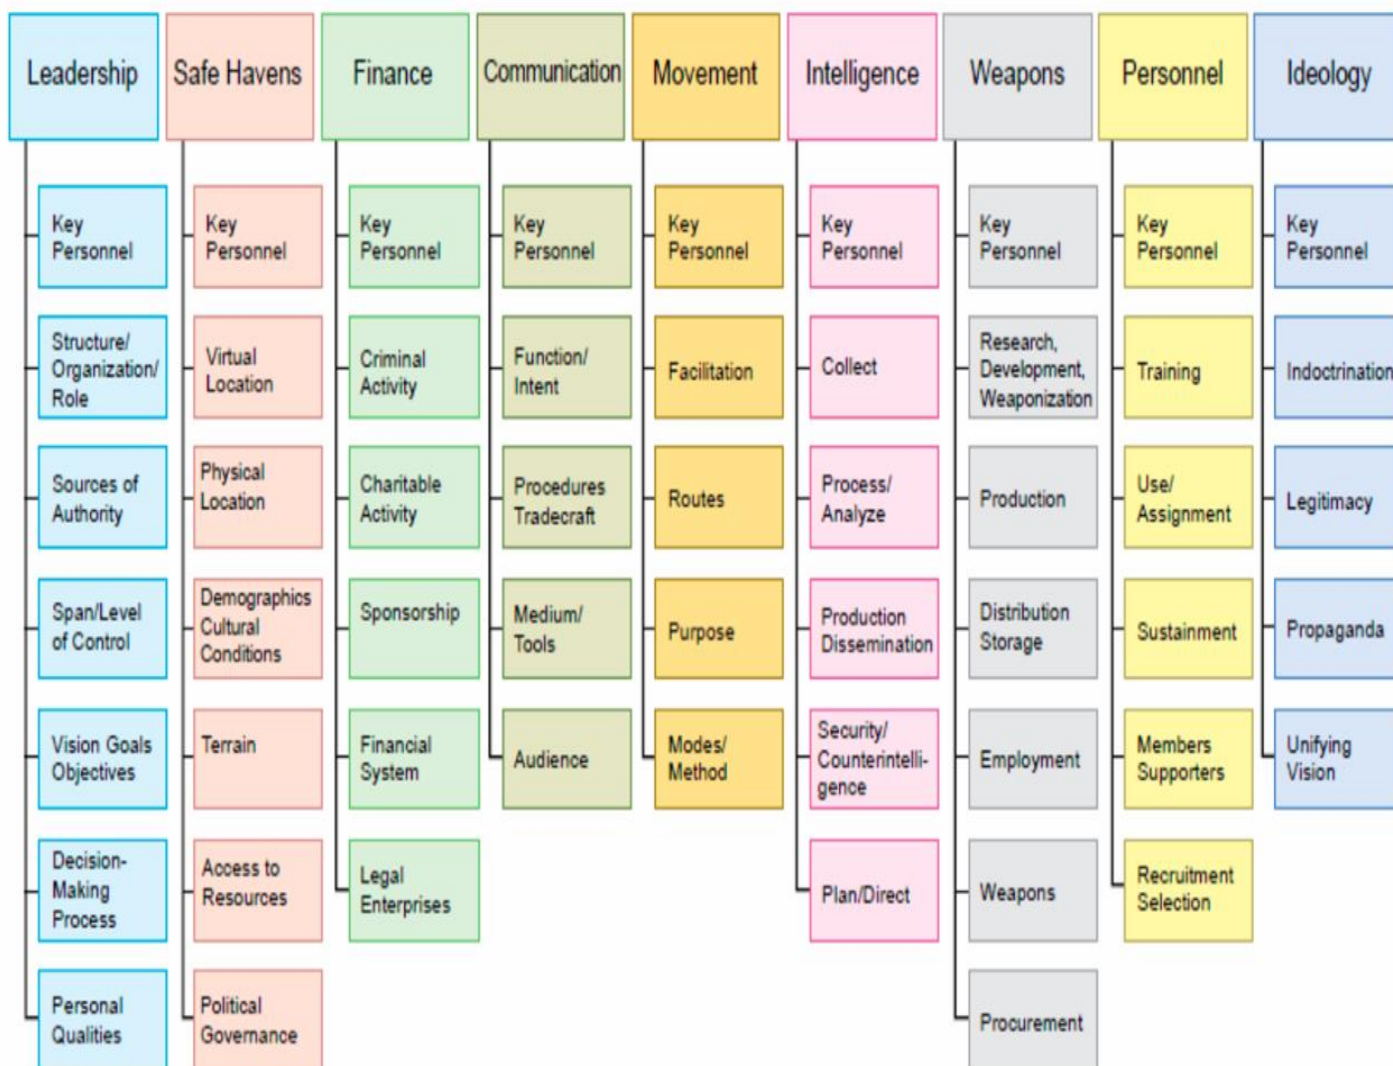 Leadership
Safe Havens
Finance
Communication
Movement
Intelligence
Weapons
Personnel
Ideology
Key
Personnel
Structure/
Organization/
Role
Sources of
Authority
Span/Level
of Control
Vision Goals
Objectives
Decision-
Making
Process
Personal
Qualities
Key
Personnel
Virtual
Location
Physical
Location
Demographics
Cultural
Conditions
Terrain
Access to
Resources
Political
Governance
Key
Personnel
Criminal
Activity
Charitable
Activity
Sponsorship
Financial
System
Legal
Enterprises
Key
Personnel
Function/
Intent
Procedures
Tradecraft
Medium/
Tools
Audience
Key
Personnel
Facilitation
Routes
Purpose
Modes/
Method
Key
Personnel
Collect
Process/
Analyze
Production
Dissemination
Security/
Counterintelli-
gence
Plan/Direct
Key
Personnel
Research,
Development,
Weaponization
Production
Distribution
Storage
Employment
Weapons
Procurement
Key
Personnel
Training
Use/
Assignment
Sustainment
Members
Supporters
Recruitment
Selection
Key
Personnel
Indoctrination
Legitimacy
Propaganda
Unifying
Vision